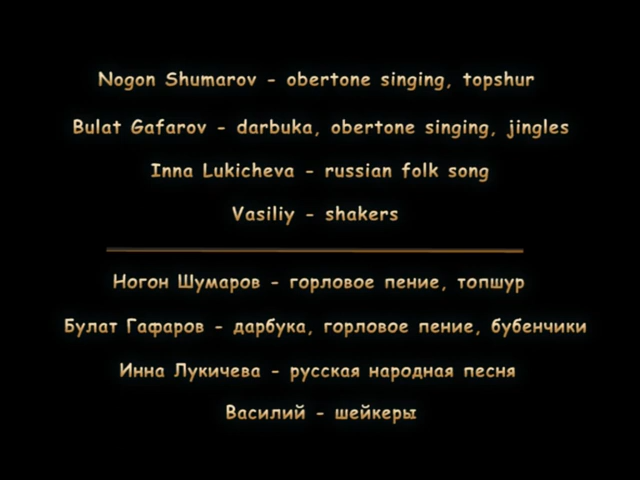 Nogon Shumarov - obertone singing, topshur
Bulat Gafarov - darbuka, obertone singing, jingles
Inna Lukicheva - russian folk song
Vasiliy - shakers
Ногон Шумаров - горловое пение, топшур
Булат Гафаров - дарбука, горловое пение, бубенчики
Инна Лукичева - русская народная песня
Василий - шейкеры